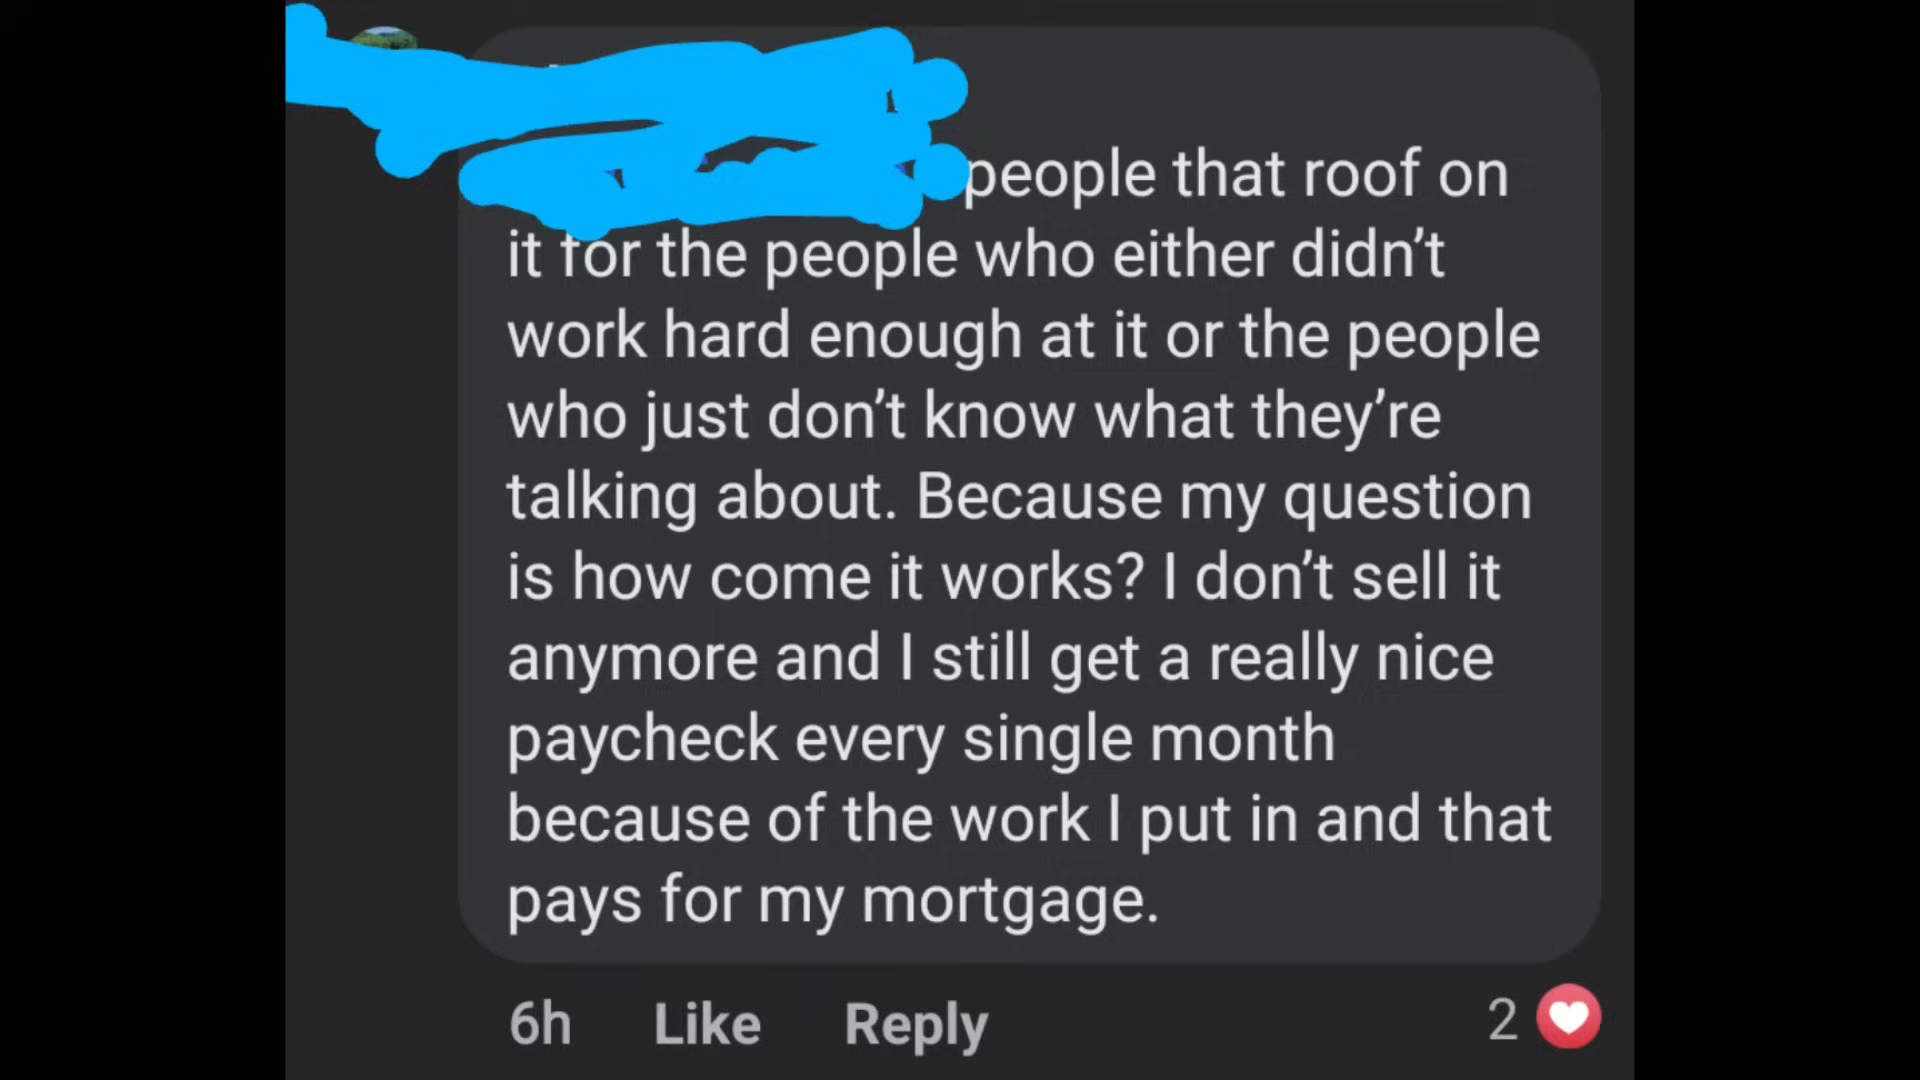 people that roof on
it for the people who either didn't
work hard enough at it or the people
who just don't know what they're
talking about. Because my question
is how come it works? I don't sell it
anymore and I still get a really nice
paycheck every single month
because of the work I put in and that
pays for my mortgage.
6h Like Reply 2